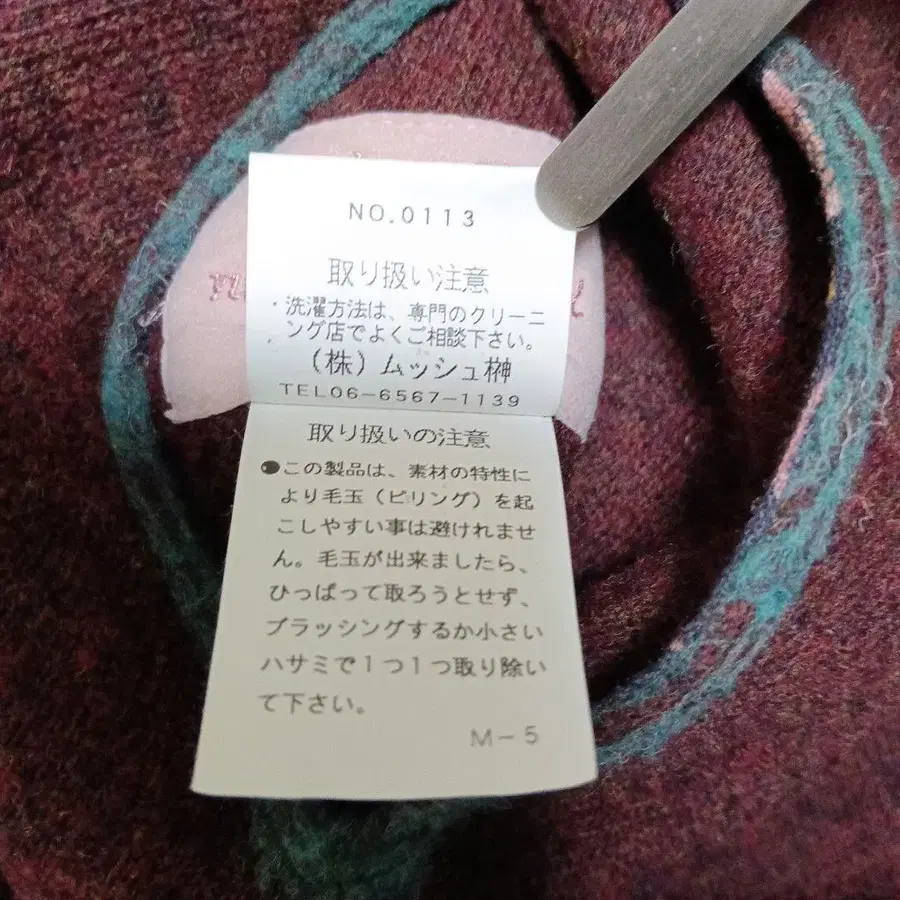 NO.0113
取り扱い注意
・洗濯方法は、専門のクリーニ
ング店でよくご相談下さい。
(株)ムッシュ榊
TEL06-6567-1139
取り扱いの注意
●この製品は、素材の特性に
より毛玉(ピリング)を起
こしやすい事は避けれませ
ん。毛玉が出来ましたら、
ひっぱって取ろうとせず、
ブラッシングするか小さい
ハサミで1つ1つ取り除い
て下さい。
M-5